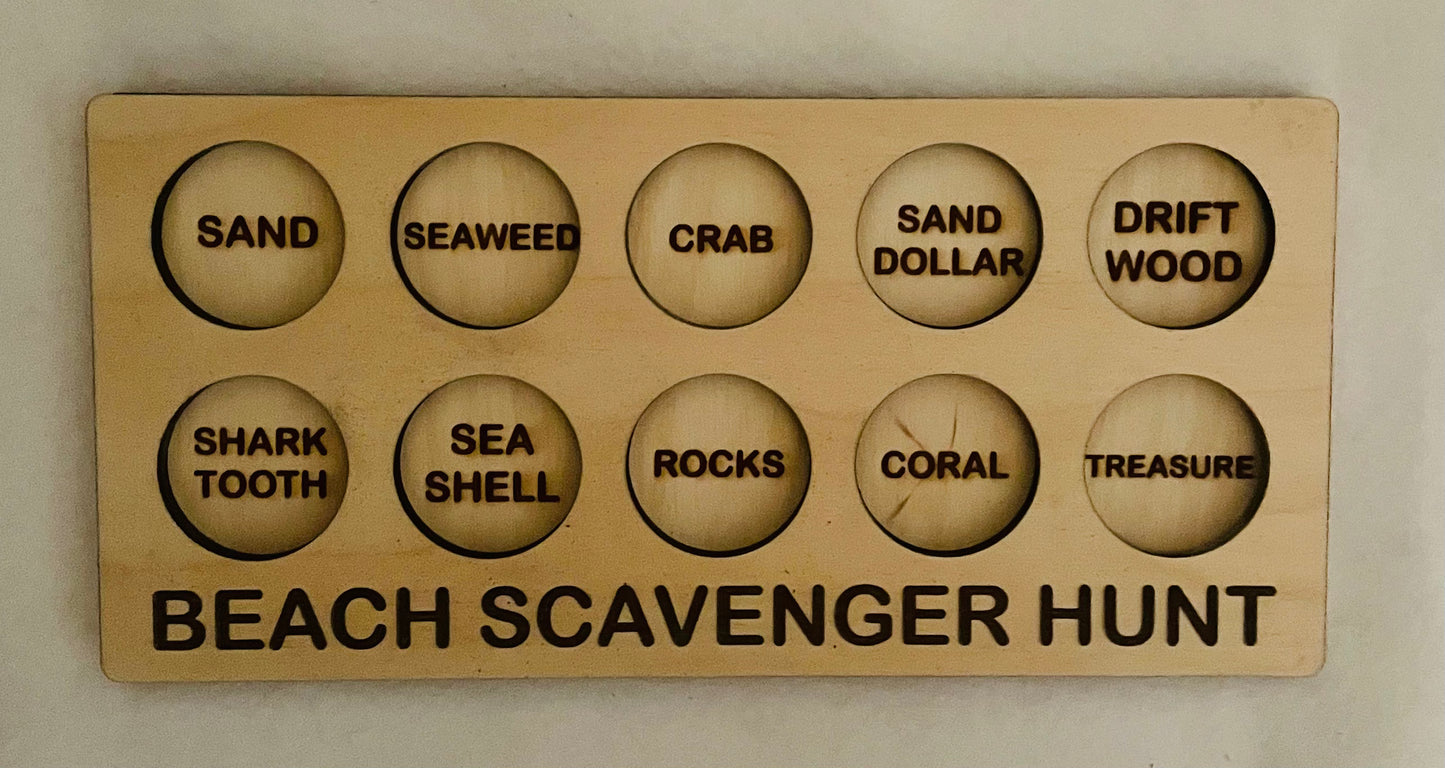 SAND
SEAWEED
CRAB
SAND
DOLLAR
DRIFT
WOOD
SHARK
TOOTH
SEA
SHELL
ROCKS
CORAL
TREASURE
BEACH SCAVENGER HUNT